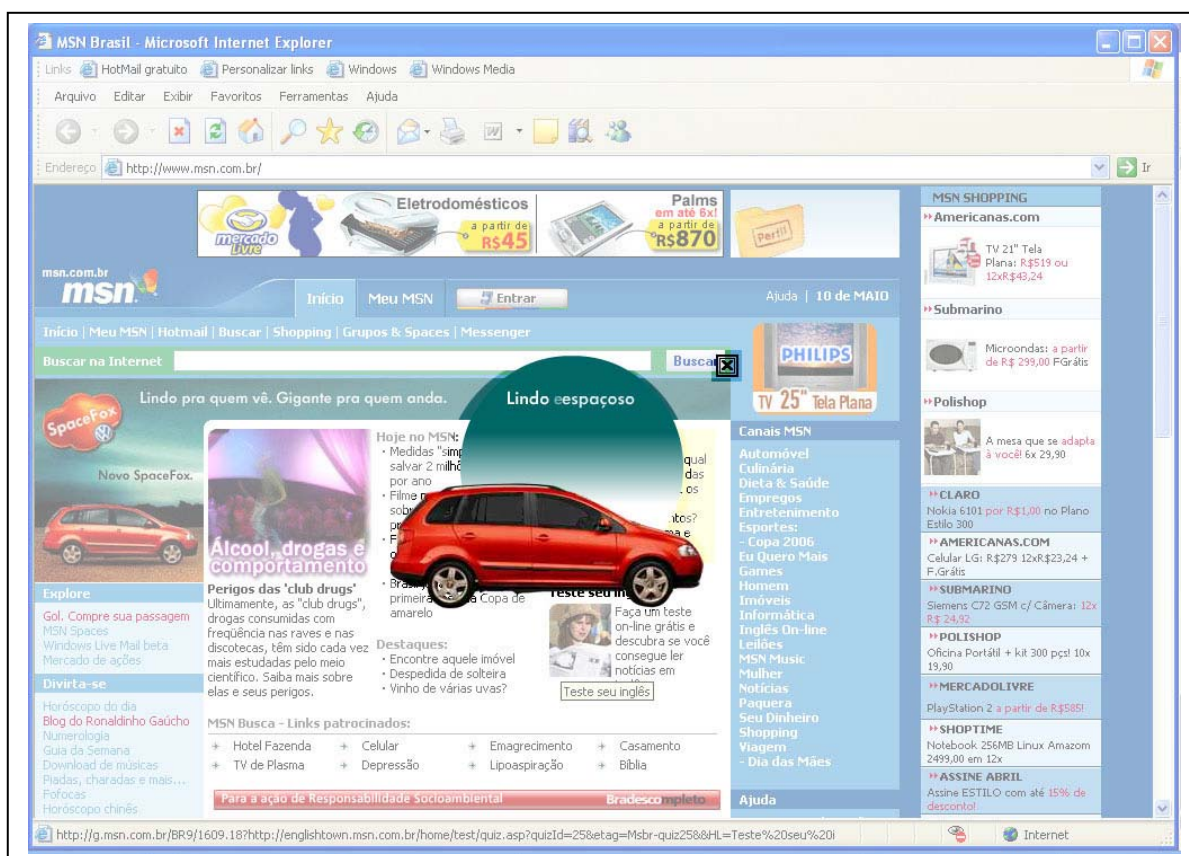 MSN Brasil - Microsoft Internet Explorer
Links HotMail gratuito Personalizar links Windows Windows Media
Arquivo Editar Exibir Favoritos Ferramentas Ajuda
Endereço http://www.msn.com.br/ Ir
mercado
livre
Eletrodomésticos
a partir de
R$45
Palms
em até 6x!
a partir de
R$870
Perfil
msn.com.br
msn
Início Meu MSN Entrar
Ajuda | 10 de MAIO
Início | Meu MSN | Hotmail | Buscar | Shopping | Grupos & Spaces | Messenger
Buscar na Internet Buscar
PHILIPS
TV 25" Tela Plana
SpaceFox
Lindo pra quem vê. Gigante pra quem anda.
Lindo eespaçoso
Novo SpaceFox.
Explore
Gol. Compre sua passagem
MSN Spaces
Windows Live Mail beta
Mercado de ações
Divirta-se
Horóscopo do dia
Blog do Ronaldinho Gaúcho
Numerologia
Guia da Semana
Download de músicas
Piadas, charadas e mais...
Fofocas
Horóscopo chinês
Álcool, drogas e
comportamento
Perigos das 'club drugs'
Ultimamente, as "club drugs",
drogas consumidas com
freqüência nas raves e nas
discotecas, têm sido cada vez
mais estudadas pelo meio
científico. Saiba mais sobre
elas e seus perigos.
Hoje no MSN:
· Medidas
salvar 2
por ano
· Filme
primeira Copa de
amarelo
Destaques:
· Encontre aquele imóvel
· Despedida de solteira
· Vinho de várias uvas?
qual
das
os
e
Teste seu
Faça um teste
on-line grátis e
descubra se você
consegue ler
notícias em
Teste seu inglês
MSN Busca - Links patrocinados:
Hotel Fazenda Celular Emagrecimento Casamento
TV de Plasma Depressão Lipoaspiração Bíblia
Para a ação de Responsabilidade Socioambiental Bradescompleto
Canais MSN
Automóvel
Culinária
Dieta & Saúde
Empregos
Entretenimento
Esportes:
- Copa 2006
Eu Quero Mais
Games
Homem
Imóveis
Informática
Inglês On-line
Leilões
MSN Music
Mulher
Notícias
Paquera
Seu Dinheiro
Shopping
Viagem
- Dia das Mães
Ajuda
MSN SHOPPING
Americanas.com
TV 21" Tela
Plana: R$519 ou
12xR$43,24
Submarino
Microondas: a partir
de R$ 299,00 FGrátis
Polishop
A mesa que se adapta
à você! 6x 29,90
CLARO
Nokia 6101 por R$1,00 no Plano
Estilo 300
AMERICANAS.COM
Celular LG: R$279 12xR$23,24 +
F.Grátis
SUBMARINO
Siemens C72 GSM c/ Câmera: 12x
R$ 24,92
POLISHOP
Oficina Portátil + kit 300 pçs! 10x
19,90
MERCADOLIVRE
PlayStation 2 a partir de R$585!
SHOPTIME
Notebook 256MB Linux Amazom
2499,00 em 12x
ASSINE ABRIL
Assine ESTILO com até 15% de
desconto!
http://g.msn.com.br/BR9/1609.18?http://englishtown.msn.com.br/home/test/quiz.asp?quizId=25&etag=Msbr-quiz25&&HL=Teste%20seu%20i Internet